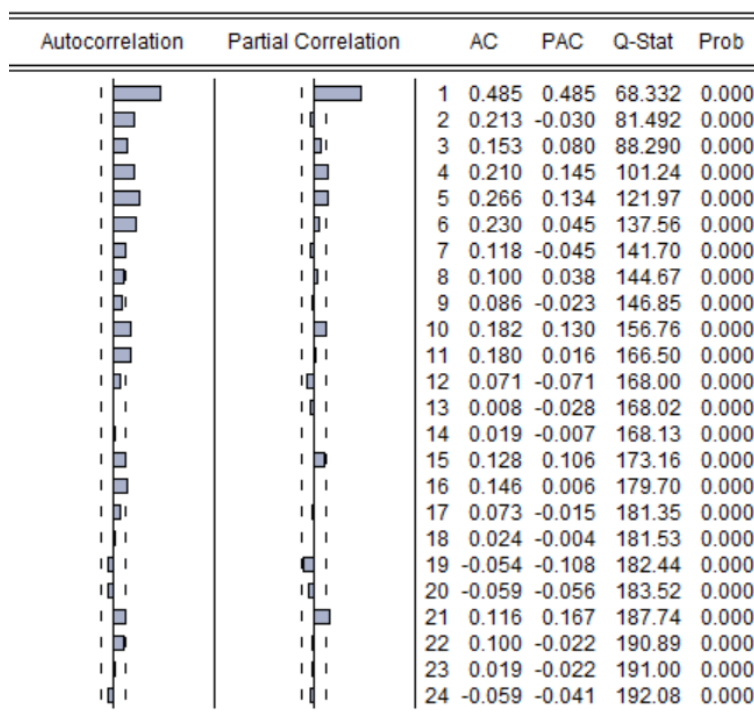 Autocorrelation Partial Correlation AC PAC Q-Stat Prob
1 0.485 0.485 68.332 0.000
2 0.213 -0.030 81.492 0.000
3 0.153 0.080 88.290 0.000
4 0.210 0.145 101.24 0.000
5 0.266 0.134 121.97 0.000
6 0.230 0.045 137.56 0.000
7 0.118 -0.045 141.70 0.000
8 0.100 0.038 144.67 0.000
9 0.086 -0.023 146.85 0.000
10 0.182 0.130 156.76 0.000
11 0.180 0.016 166.50 0.000
12 0.071 -0.071 168.00 0.000
13 0.008 -0.028 168.02 0.000
14 0.019 -0.007 168.13 0.000
15 0.128 0.106 173.16 0.000
16 0.146 0.006 179.70 0.000
17 0.073 -0.015 181.35 0.000
18 0.024 -0.004 181.53 0.000
19 -0.054 -0.108 182.44 0.000
20 -0.059 -0.056 183.52 0.000
21 0.116 0.167 187.74 0.000
22 0.100 -0.022 190.89 0.000
23 0.019 -0.022 191.00 0.000
24 -0.059 -0.041 192.08 0.000